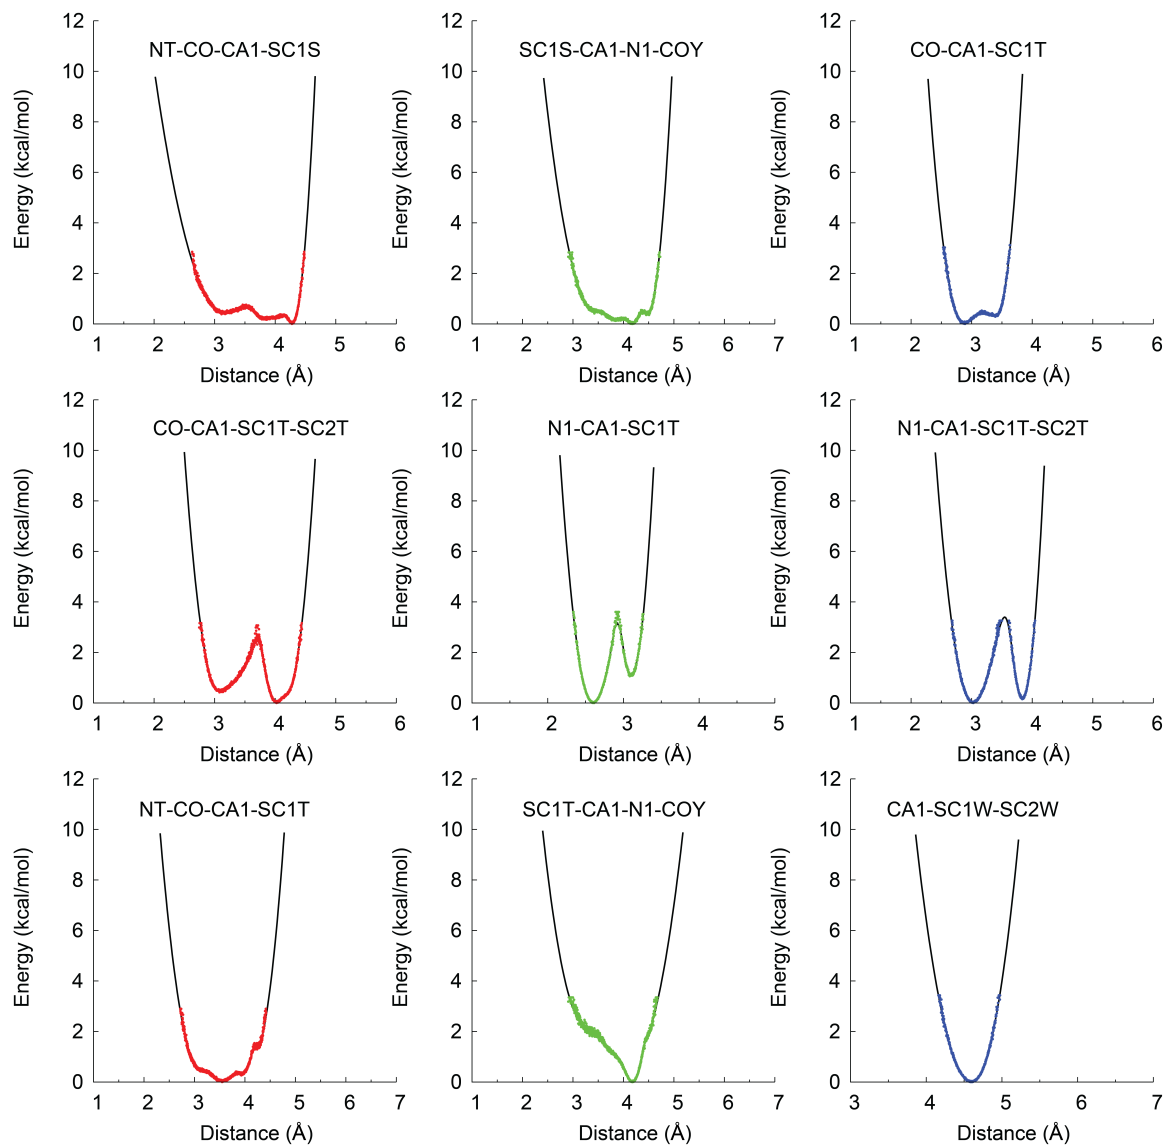 12
10
8
6
4
2
0
Energy (kcal/mol)
NT-CO-CA1-SC1S
1 2 3 4 5 6
Distance (Å)
12
10
8
6
4
2
0
Energy (kcal/mol)
SC1S-CA1-N1-COY
1 2 3 4 5 6 7
Distance (Å)
12
10
8
6
4
2
0
Energy (kcal/mol)
CO-CA1-SC1T
1 2 3 4 5 6
Distance (Å)
12
10
8
6
4
2
0
Energy (kcal/mol)
CO-CA1-SC1T-SC2T
1 2 3 4 5 6
Distance (Å)
12
10
8
6
4
2
0
Energy (kcal/mol)
N1-CA1-SC1T
1 2 3 4 5
Distance (Å)
12
10
8
6
4
2
0
Energy (kcal/mol)
N1-CA1-SC1T-SC2T
1 2 3 4 5 6
Distance (Å)
12
10
8
6
4
2
0
Energy (kcal/mol)
NT-CO-CA1-SC1T
1 2 3 4 5 6
Distance (Å)
12
10
8
6
4
2
0
Energy (kcal/mol)
SC1T-CA1-N1-COY
1 2 3 4 5 6 7
Distance (Å)
12
10
8
6
4
2
0
Energy (kcal/mol)
CA1-SC1W-SC2W
3 4 5 6 7
Distance (Å)